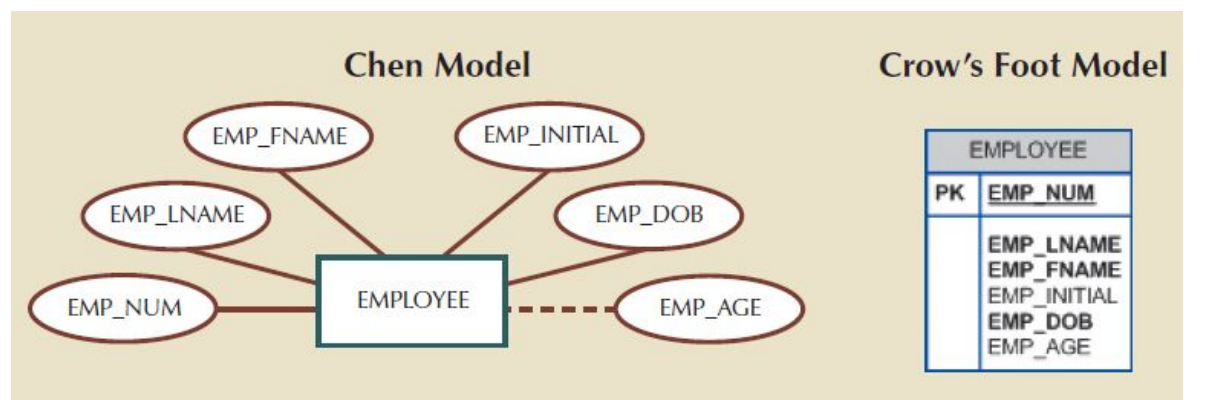 Chen Model
EMP_FNAME
EMP_INITIAL
EMP_LNAME
EMP_DOB
EMP_NUM
EMPLOYEE
EMP_AGE
Crow's Foot Model
EMPLOYEE
PK EMP_NUM
EMP_LNAME
EMP_FNAME
EMP_INITIAL
EMP_DOB
EMP_AGE